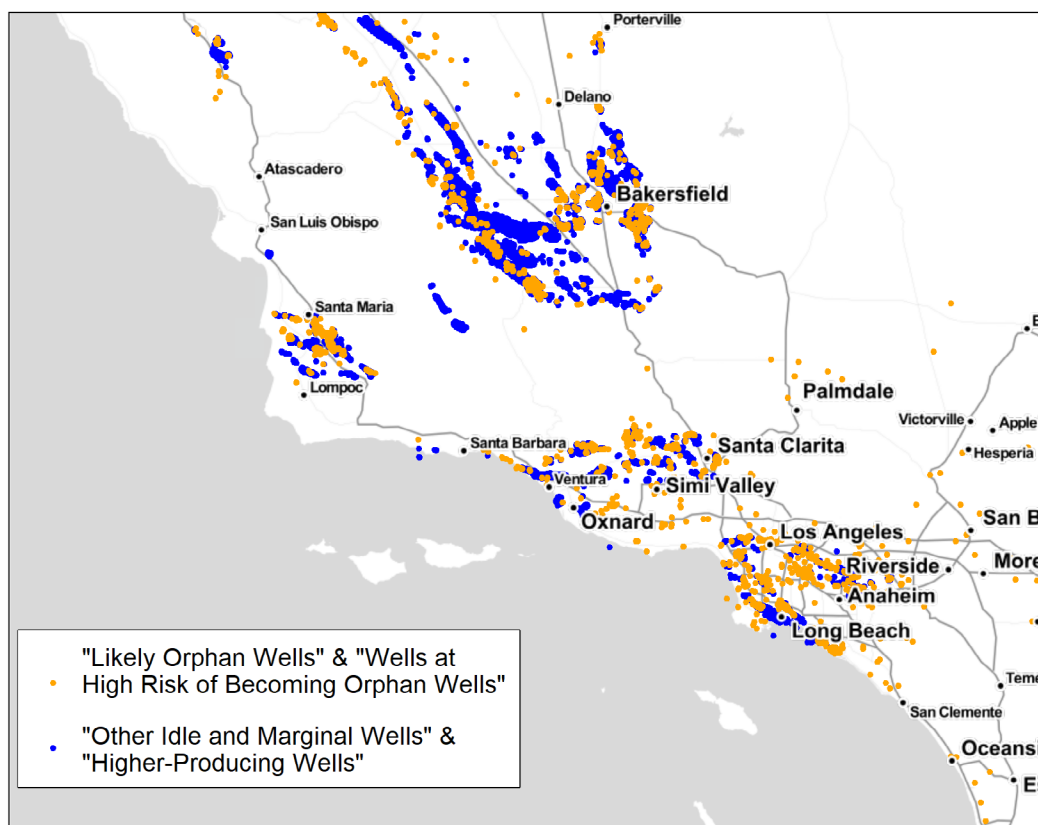 Porterville
Delano
Atascadero
Bakersfield
San Luis Obispo
Santa Maria
Lompoc
Palmdale
Victorville
Apple
Hesperia
Santa Barbara
Santa Clarita
Ventura
Simi Valley
Oxnard
San B
Los Angeles
Riverside
More
Anaheim
Long Beach
Teme
San Clemente
Oceansi
Es
"Likely Orphan Wells" & "Wells at
High Risk of Becoming Orphan Wells"
"Other Idle and Marginal Wells" &
"Higher-Producing Wells"